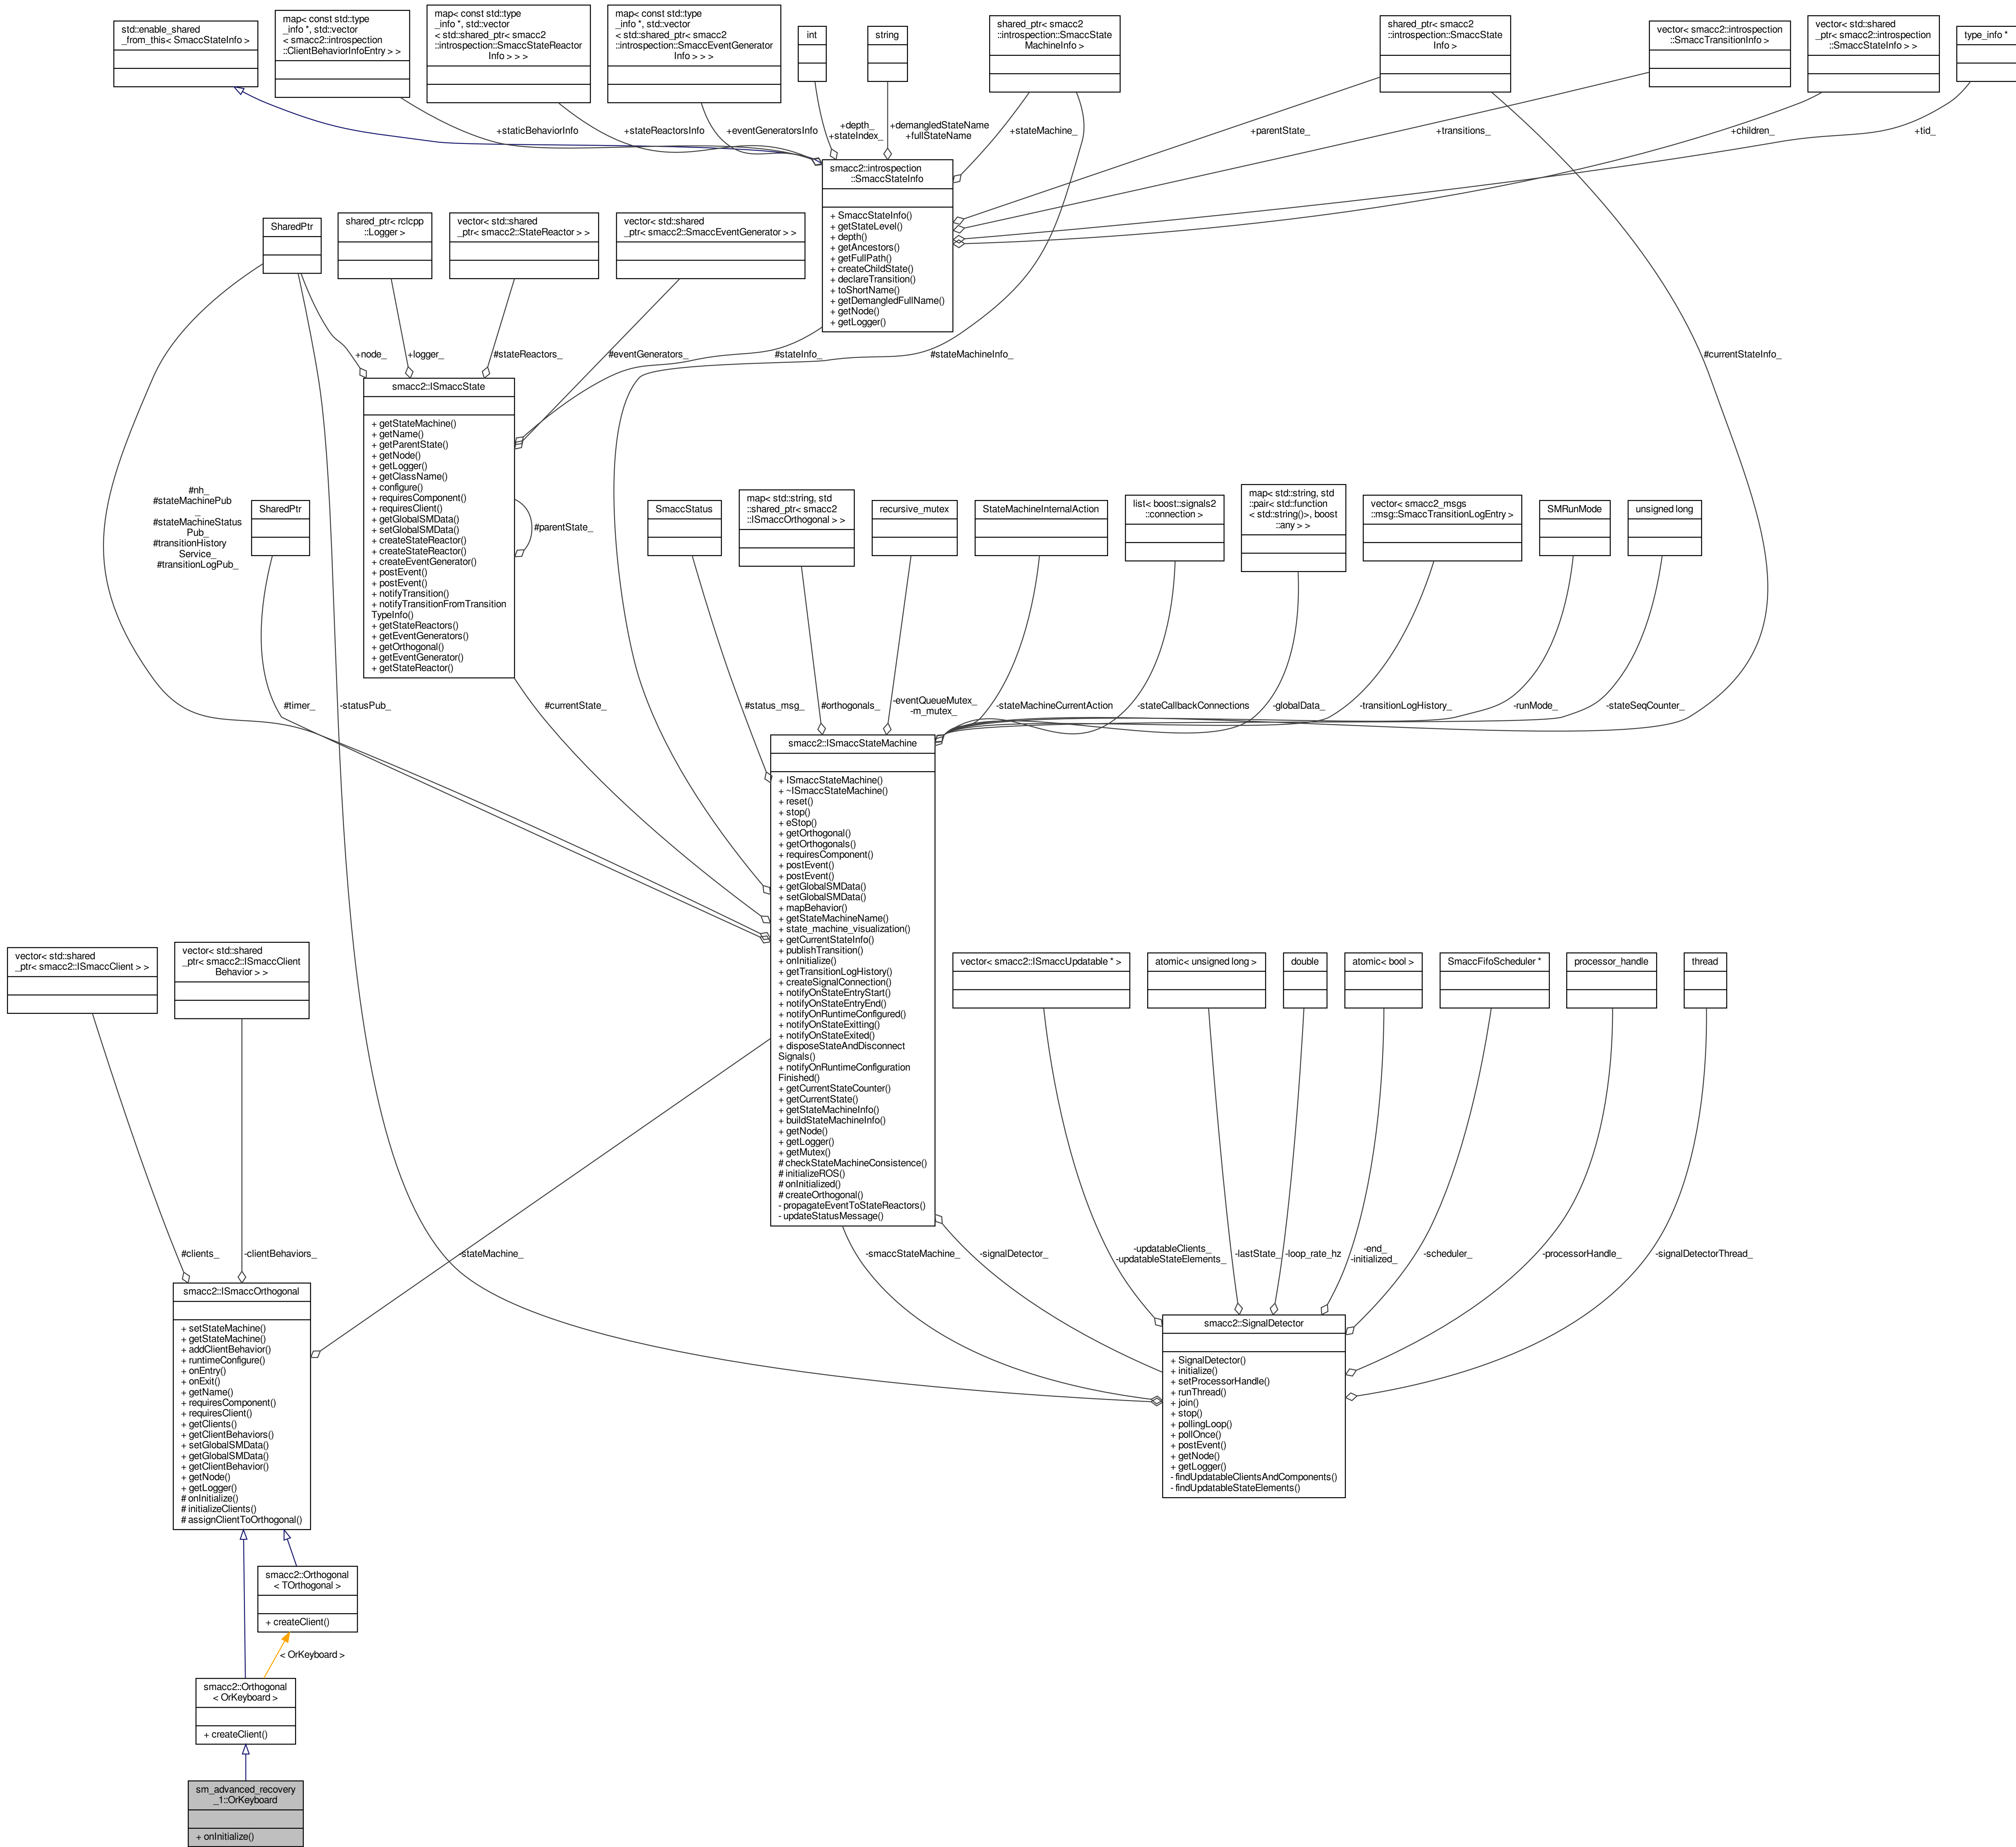 std::enable_shared
_from_this< SmaccStateInfo >
map< const std::type
_info *, std::vector
< smacc2::introspection
::ClientBehaviorInfoEntry > >
map< const std::type
_info *, std::vector
< std::shared_ptr< smacc2
::introspection::SmaccStateReactor
Info > > >
map< const std::type
_info *, std::vector
< std::shared_ptr< smacc2
::introspection::SmaccEventGenerator
Info > > >
int
string
shared_ptr< smacc2
::introspection::SmaccState
MachineInfo >
shared_ptr< smacc2
::introspection::SmaccState
Info >
vector< smacc2::introspection
::SmaccTransitionInfo >
vector< std::shared
_ptr< smacc2::introspection
::SmaccStateInfo > >
type_info *
+staticBehaviorInfo
+stateReactorsInfo
+eventGeneratorsInfo
+depth_
+stateIndex_
+demangledStateName
+fullStateName
+stateMachine_
+parentState_
+transitions_
+children_
+tid_
smacc2::introspection
::SmaccStateInfo
+ SmaccStateInfo()
+ getStateLevel()
+ depth()
+ getAncestors()
+ getFullPath()
+ createChildState()
+ declareTransition()
+ toShortName()
+ getDemangledFullName()
+ getNode()
+ getLogger()
SharedPtr
shared_ptr< rclcpp
::Logger >
vector< std::shared
_ptr< smacc2::StateReactor > >
vector< std::shared
_ptr< smacc2::SmaccEventGenerator > >
+node_
+logger_
#stateReactors_
#eventGenerators_
#stateInfo_
#stateMachineInfo_
#currentStateInfo_
smacc2::ISmaccState
+ getStateMachine()
+ getName()
+ getParentState()
+ getNode()
+ getLogger()
+ getClassName()
+ configure()
+ requiresComponent()
+ requiresClient()
+ getGlobalSMData()
+ setGlobalSMData()
+ createStateReactor()
+ createStateReactor()
+ createEventGenerator()
+ postEvent()
+ postEvent()
+ notifyTransition()
+ notifyTransitionFromTransition
TypeInfo()
+ getStateReactors()
+ getEventGenerators()
+ getOrthogonal()
+ getEventGenerator()
+ getStateReactor()
#parentState_
#nh_
#stateMachinePub
_
#stateMachineStatus
Pub_
#transitionHistory
Service_
#transitionLogPub_
SharedPtr
SmaccStatus
map< std::string, std
::shared_ptr< smacc2
::ISmaccOrthogonal > >
recursive_mutex
StateMachineInternalAction
list< boost::signals2
::connection >
map< std::string, std
::pair< std::function
< std::string()>, boost
::any > >
vector< smacc2_msgs
::msg::SmaccTransitionLogEntry >
SMRunMode
unsigned long
#timer_
-statusPub_
#currentState_
#status_msg_
#orthogonals_
-eventQueueMutex_
-m_mutex_
-stateMachineCurrentAction
-stateCallbackConnections
-globalData_
-transitionLogHistory_
-runMode_
-stateSeqCounter_
smacc2::ISmaccStateMachine
+ ISmaccStateMachine()
+ ~ISmaccStateMachine()
+ reset()
+ stop()
+ eStop()
+ getOrthogonal()
+ getOrthogonals()
+ requiresComponent()
+ postEvent()
+ postEvent()
+ getGlobalSMData()
+ setGlobalSMData()
+ mapBehavior()
+ getStateMachineName()
+ state_machine_visualization()
+ getCurrentStateInfo()
+ publishTransition()
+ onInitialize()
+ getTransitionLogHistory()
+ createSignalConnection()
+ notifyOnStateEntryStart()
+ notifyOnStateEntryEnd()
+ notifyOnRuntimeConfigured()
+ notifyOnStateExitting()
+ notifyOnStateExited()
+ disposeStateAndDisconnect
Signals()
+ notifyOnRuntimeConfiguration
Finished()
+ getCurrentStateCounter()
+ getCurrentState()
+ getStateMachineInfo()
+ buildStateMachineInfo()
+ getNode()
+ getLogger()
+ getMutex()
# checkStateMachineConsistence()
# initializeROS()
# onInitialized()
# createOrthogonal()
- propagateEventToStateReactors()
- updateStatusMessage()
vector< std::shared
_ptr< smacc2::ISmaccClient > >
vector< std::shared
_ptr< smacc2::ISmaccClient
Behavior > >
vector< smacc2::ISmaccUpdatable * >
atomic< unsigned long >
double
atomic< bool >
SmaccFifoScheduler *
processor_handle
thread
#clients_
-clientBehaviors_
-stateMachine_
-smaccStateMachine_
-signalDetector_
-updatableClients_
-updatableStateElements_
-lastState_
-loop_rate_hz
-end_
-initialized_
-scheduler_
-processorHandle_
-signalDetectorThread_
smacc2::ISmaccOrthogonal
+ setStateMachine()
+ getStateMachine()
+ addClientBehavior()
+ runtimeConfigure()
+ onEntry()
+ onExit()
+ getName()
+ requiresComponent()
+ requiresClient()
+ getClients()
+ getClientBehaviors()
+ setGlobalSMData()
+ getGlobalSMData()
+ getClientBehavior()
+ getNode()
+ getLogger()
# onInitialize()
# initializeClients()
# assignClientToOrthogonal()
smacc2::SignalDetector
+ SignalDetector()
+ initialize()
+ setProcessorHandle()
+ runThread()
+ join()
+ stop()
+ pollingLoop()
+ pollOnce()
+ postEvent()
+ getNode()
+ getLogger()
- findUpdatableClientsAndComponents()
- findUpdatableStateElements()
smacc2::Orthogonal
< TOrthogonal >
+ createClient()
< OrKeyboard >
smacc2::Orthogonal
< OrKeyboard >
+ createClient()
sm_advanced_recovery
_1::OrKeyboard
+ onInitialize()